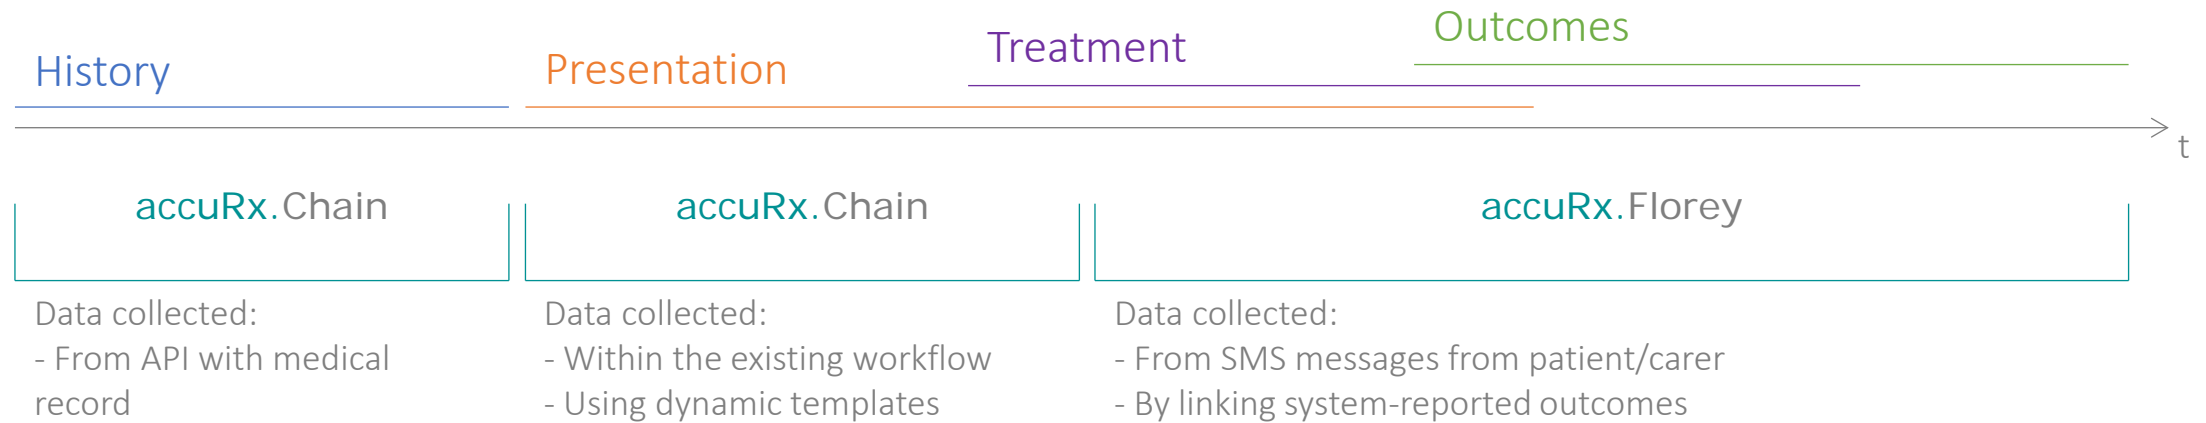 History
Presentation
Treatment
Outcomes
t
accuRx.Chain
Data collected:
- From API with medical
record
accuRx.Chain
Data collected:
- Within the existing workflow
- Using dynamic templates
accuRx.Florey
Data collected:
- From SMS messages from patient/carer
- By linking system-reported outcomes